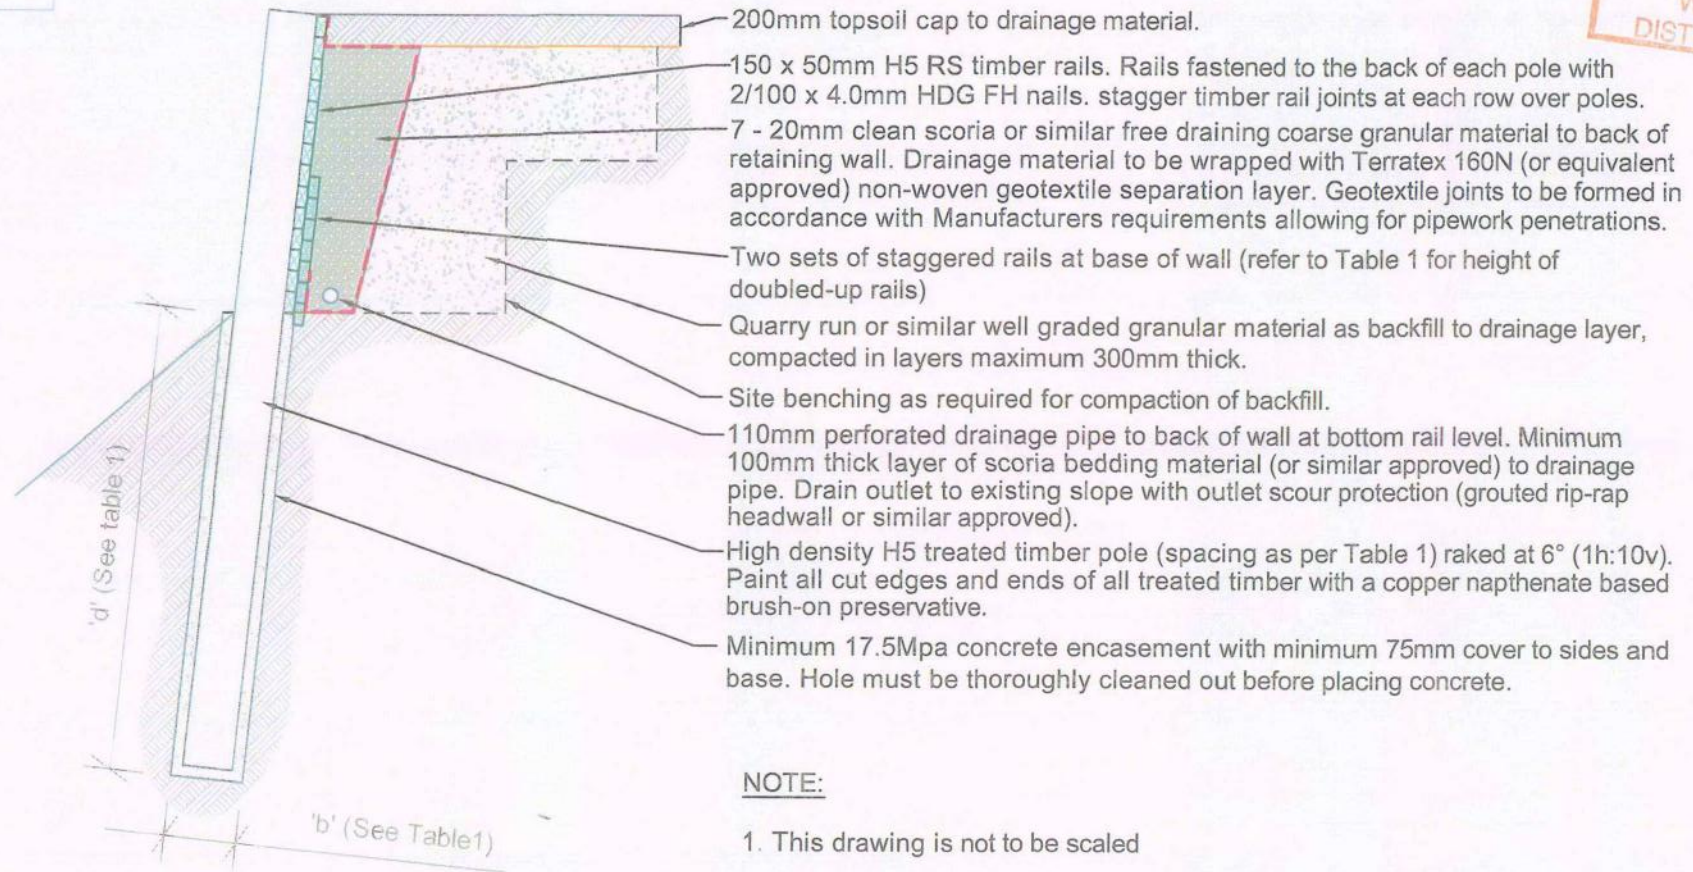 200mm topsoil cap to drainage material.
DIST
150 x 50mm H5 RS timber rails. Rails fastened to the back of each pole with
2/100 x 4.0mm HDG FH nails. stagger timber rail joints at each row over poles.
7 - 20mm clean scoria or similar free draining coarse granular material to back of
retaining wall. Drainage material to be wrapped with Terratex 160N (or equivalent
approved) non-woven geotextile separation layer. Geotextile joints to be formed in
accordance with Manufacturers requirements allowing for pipework penetrations.
Two sets of staggered rails at base of wall (refer to Table 1 for height of
doubled-up rails)
Quarry run or similar well graded granular material as backfill to drainage layer,
compacted in layers maximum 300mm thick.
Site benching as required for compaction of backfill.
110mm perforated drainage pipe to back of wall at bottom rail level. Minimum
100mm thick layer of scoria bedding material (or similar approved) to drainage
pipe. Drain outlet to existing slope with outlet scour protection (grouted rip-rap
headwall or similar approved).
High density H5 treated timber pole (spacing as per Table 1) raked at 6° (1h:10v).
Paint all cut edges and ends of all treated timber with a copper napthenate based
brush-on preservative.
Minimum 17.5Mpa concrete encasement with minimum 75mm cover to sides and
base. Hole must be thoroughly cleaned out before placing concrete.
'd' (See table 1)
'b' (See Table1)
NOTE:
1. This drawing is not to be scaled